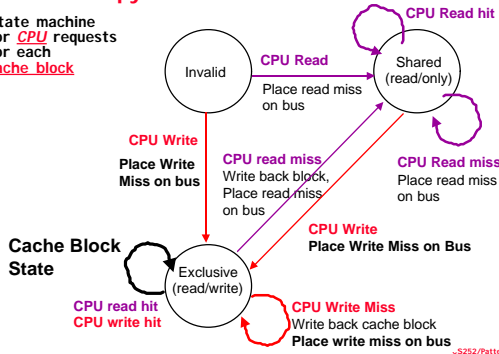 CPU Read hit
tate machine
or CPU requests
or each
ache block
Invalid
CPU Read
Place read miss
on bus
Shared
(read/only)
CPU Write
Place Write
Miss on bus
CPU read miss
Write back block,
Place read miss
on bus
CPU Read miss
Place read miss
on bus
CPU Write
Place Write Miss on Bus
Cache Block
State
Exclusive
(read/write)
CPU read hit
CPU write hit
CPU Write Miss
Write back cache block
Place write miss on bus
S252/Patt